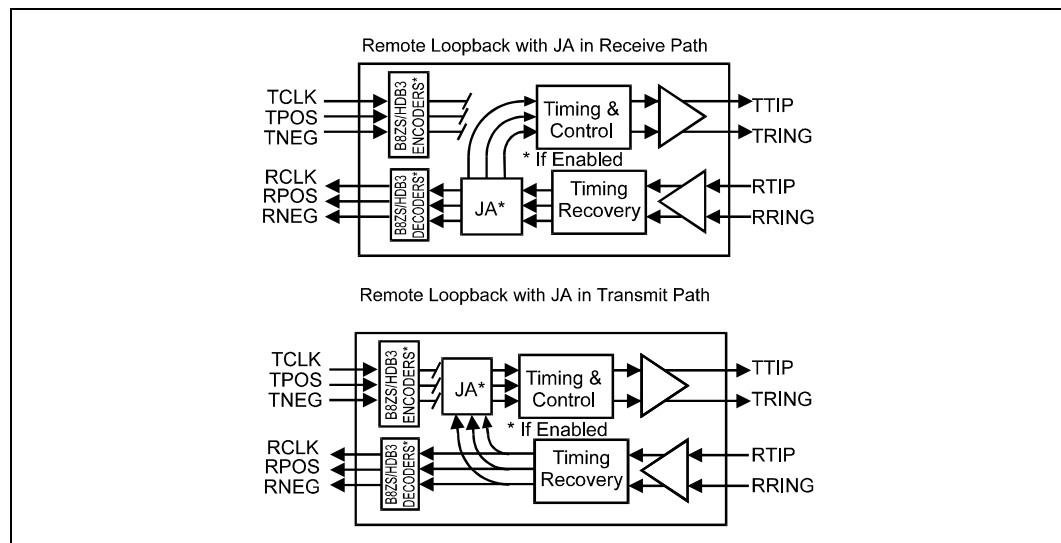 Remote Loopback with JA in Receive Path
TCLK
TPOS
TNEG
B8ZS/HDB3
ENCODERS*
Timing &
Control
TTIP
TRING
* If Enabled
RCLK
RPOS
RNEG
B8ZS/HDB3
DECODERS*
JA*
Timing
Recovery
RTIP
RRING
Remote Loopback with JA in Transmit Path
TCLK
TPOS
TNEG
B8ZS/HDB3
ENCODERS*
JA*
Timing &
Control
TTIP
TRING
* If Enabled
RCLK
RPOS
RNEG
B8ZS/HDB3
DECODERS*
Timing
Recovery
RTIP
RRING